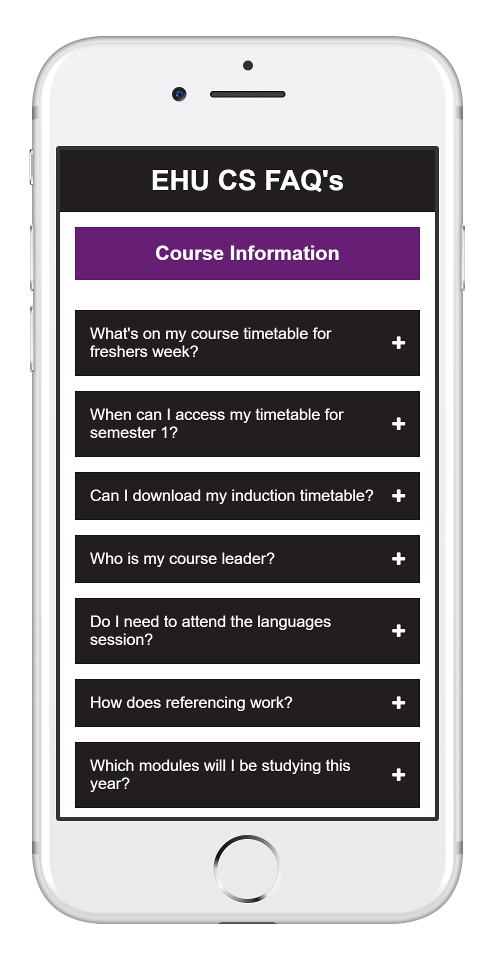 EHU CS FAQ's
Course Information
What's on my course timetable for
freshers week?
When can I access my timetable for
semester 1?
Can I download my induction timetable?
Who is my course leader?
Do I need to attend the languages
session?
How does referencing work?
Which modules will I be studying this
year?